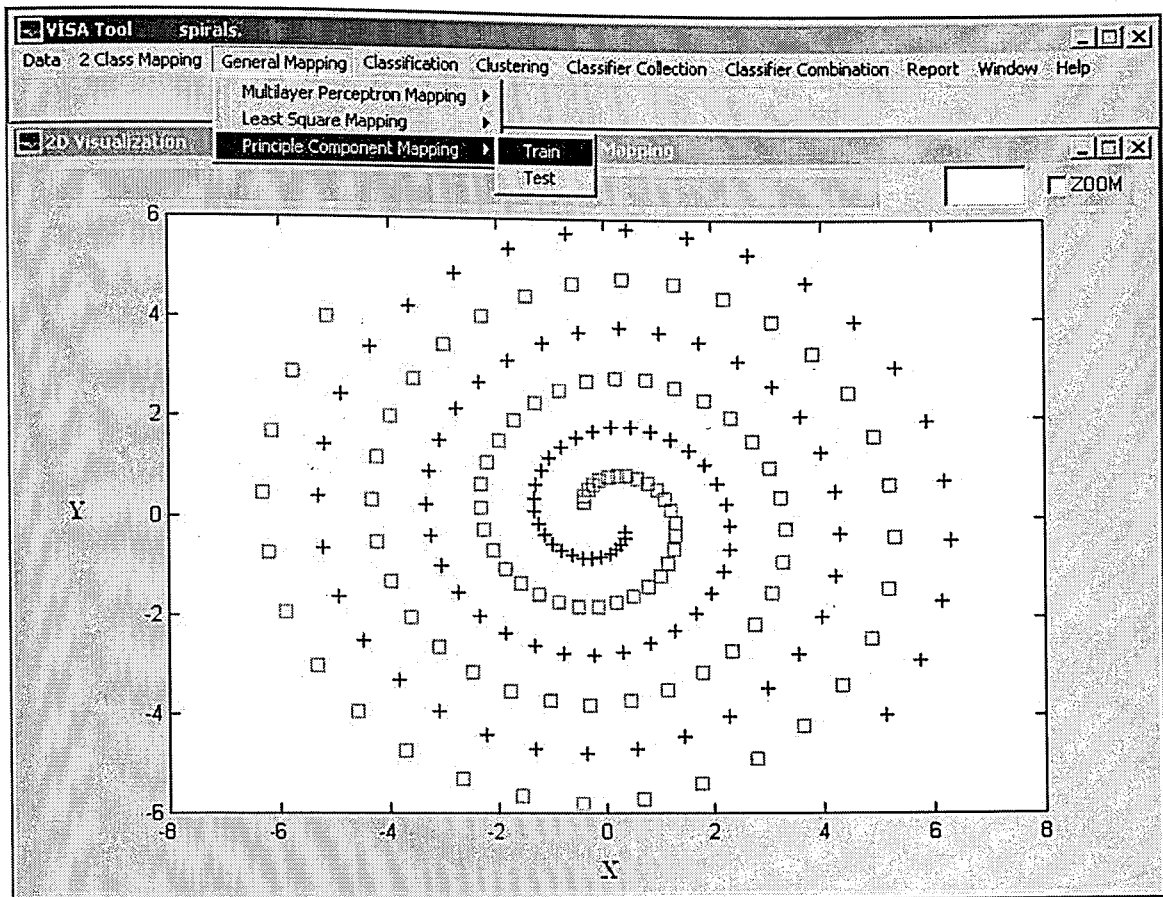 VISA Tool spirals.
Data 2 Class Mapping General Mapping Classification Clustering Classifier Collection Classifier Combination Report Window Help
Multilayer Perceptron Mapping
Least Square Mapping
Principle Component Mapping Train
Test
2D Visualization Mapping
ZOOM
6
4
2
0
-2
-4
-6
Y
-8 -6 -4 -2 0 2 4 6 8
X